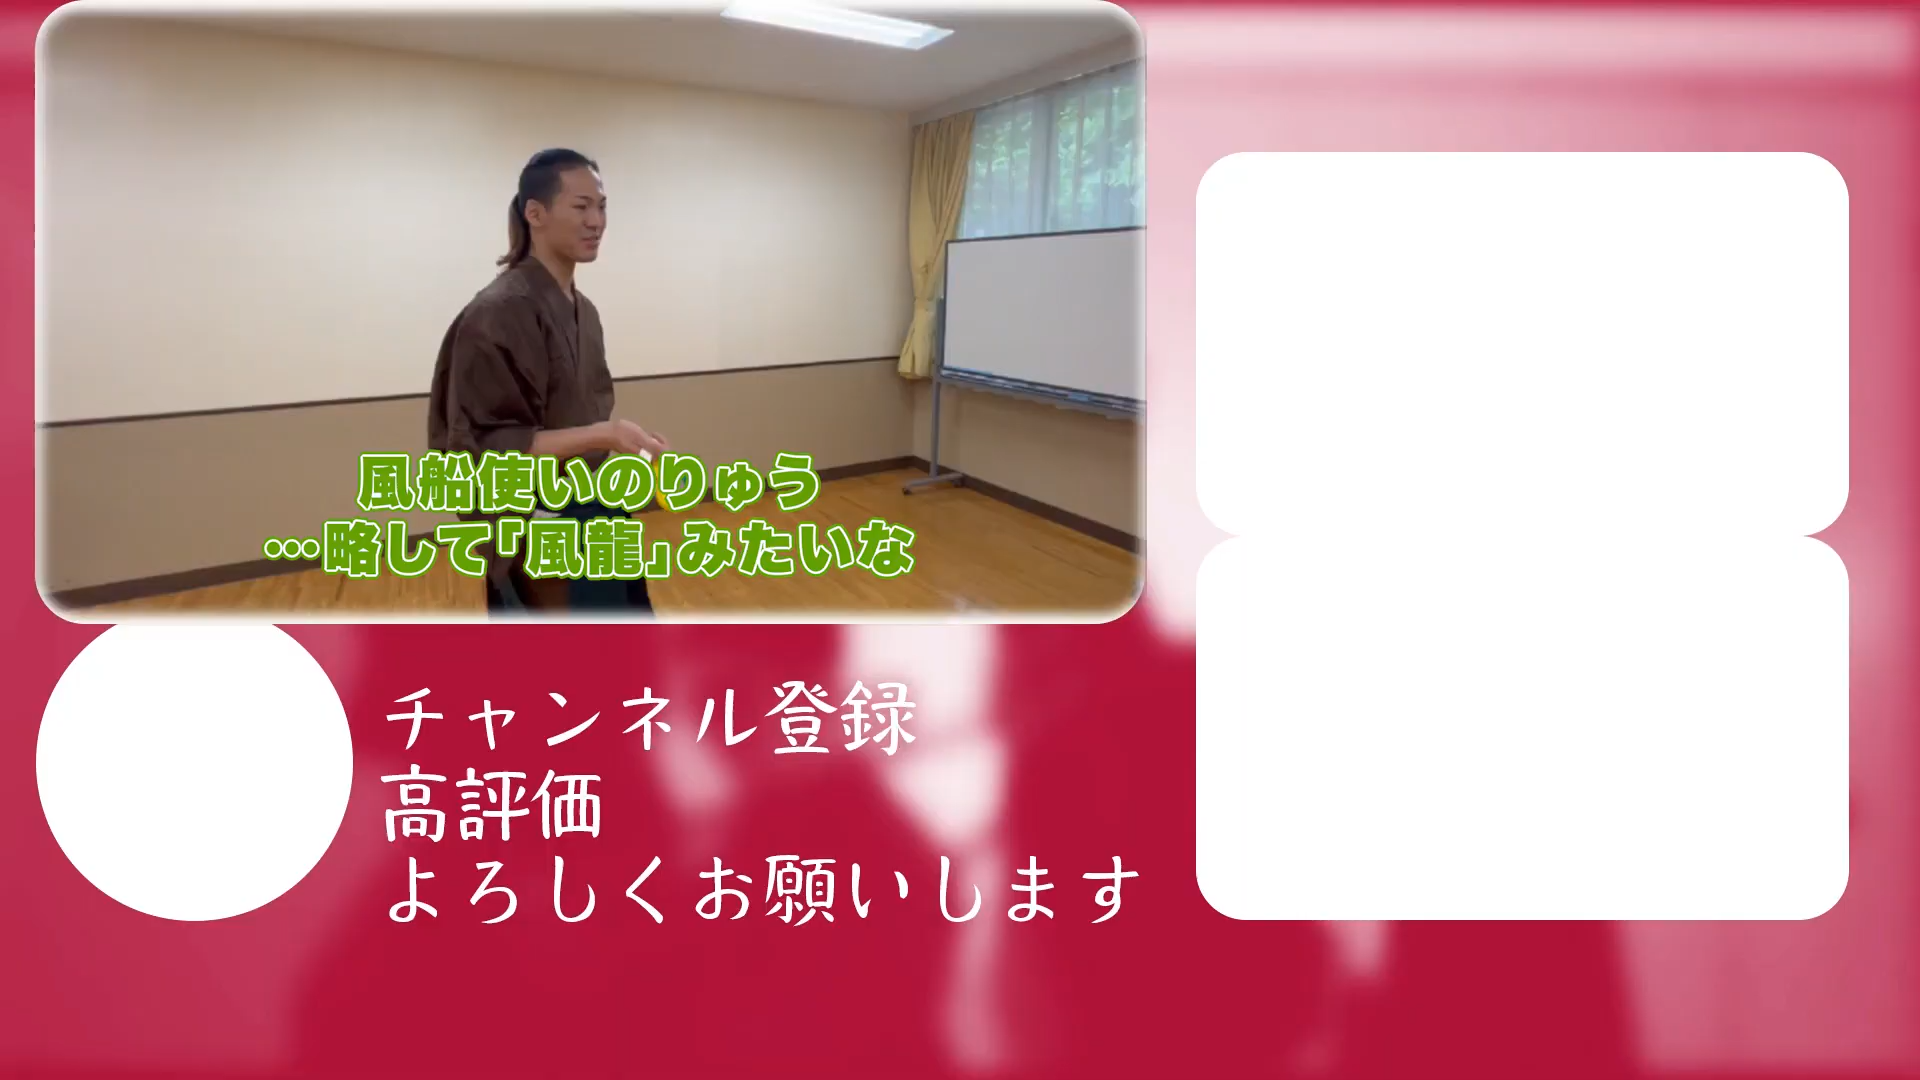 風船使いのりゅう
…略して「風龍」みたいな
チャンネル登録
高評価
よろしくお願いします